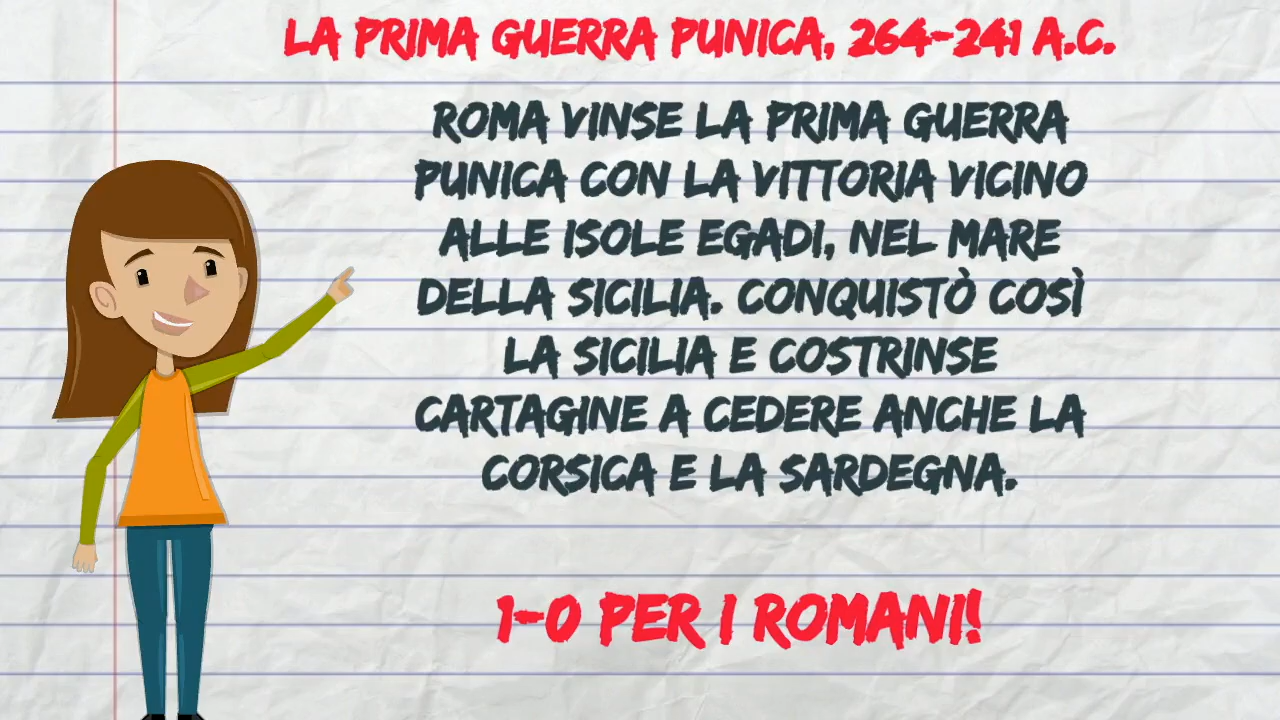 LA PRIMA GUERRA PUNICA, 264-241 A.C.
ROMA VINSE LA PRIMA GUERRA
PUNICA CON LA VITTORIA VICINO
ALLE ISOLE EGADI, NEL MARE
DELLA SICILIA. CONQUISTÒ COSÌ
LA SICILIA E COSTRINSE
CARTAGINE A CEDERE ANCHE LA
CORSICA E LA SARDEGNA.
1-0 PER I ROMANI!